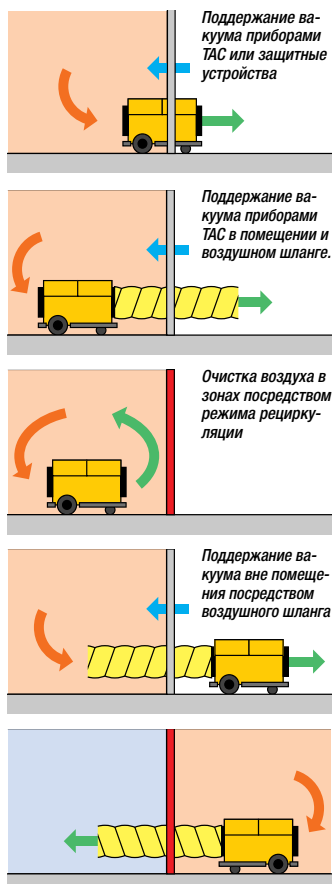 Поддержание ва-
куума приборами
TAC или защитные
устройства
Поддержание ва-
куума приборами
TAC в помещении и
воздушном шланге.
Очистка воздуха в
зонах посредством
режима рецирку-
ляции
Поддержание ва-
куума вне помеще-
ния посредством
воздушного шланга